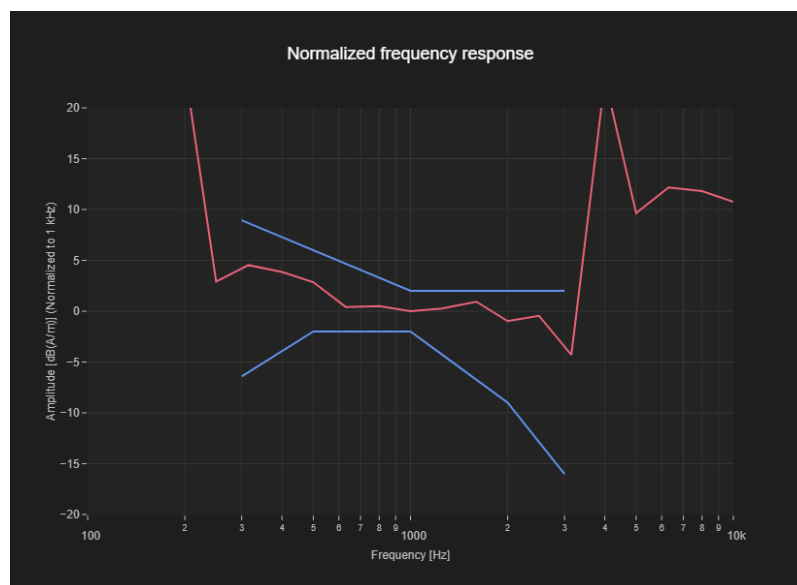 Normalized frequency response
Amplitude [dB(A/m)] (Normalized to 1 kHz)
20
15
10
5
0
−5
−10
−15
−20
100 2 3 4 5 6 7 8 9 1000 2 3 4 5 6 7 8 9 10k
Frequency [Hz]